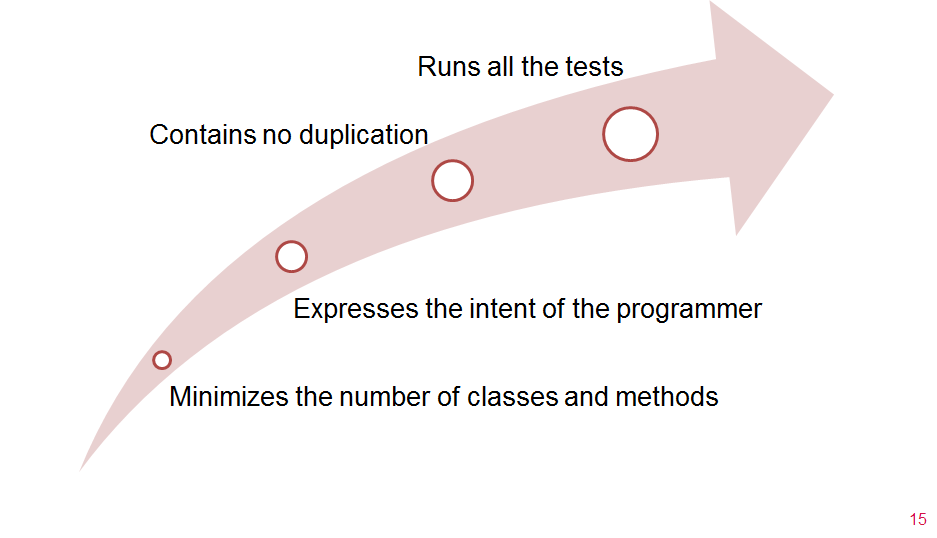 Runs all the tests
Contains no duplication
Expresses the intent of the programmer
Minimizes the number of classes and methods
15